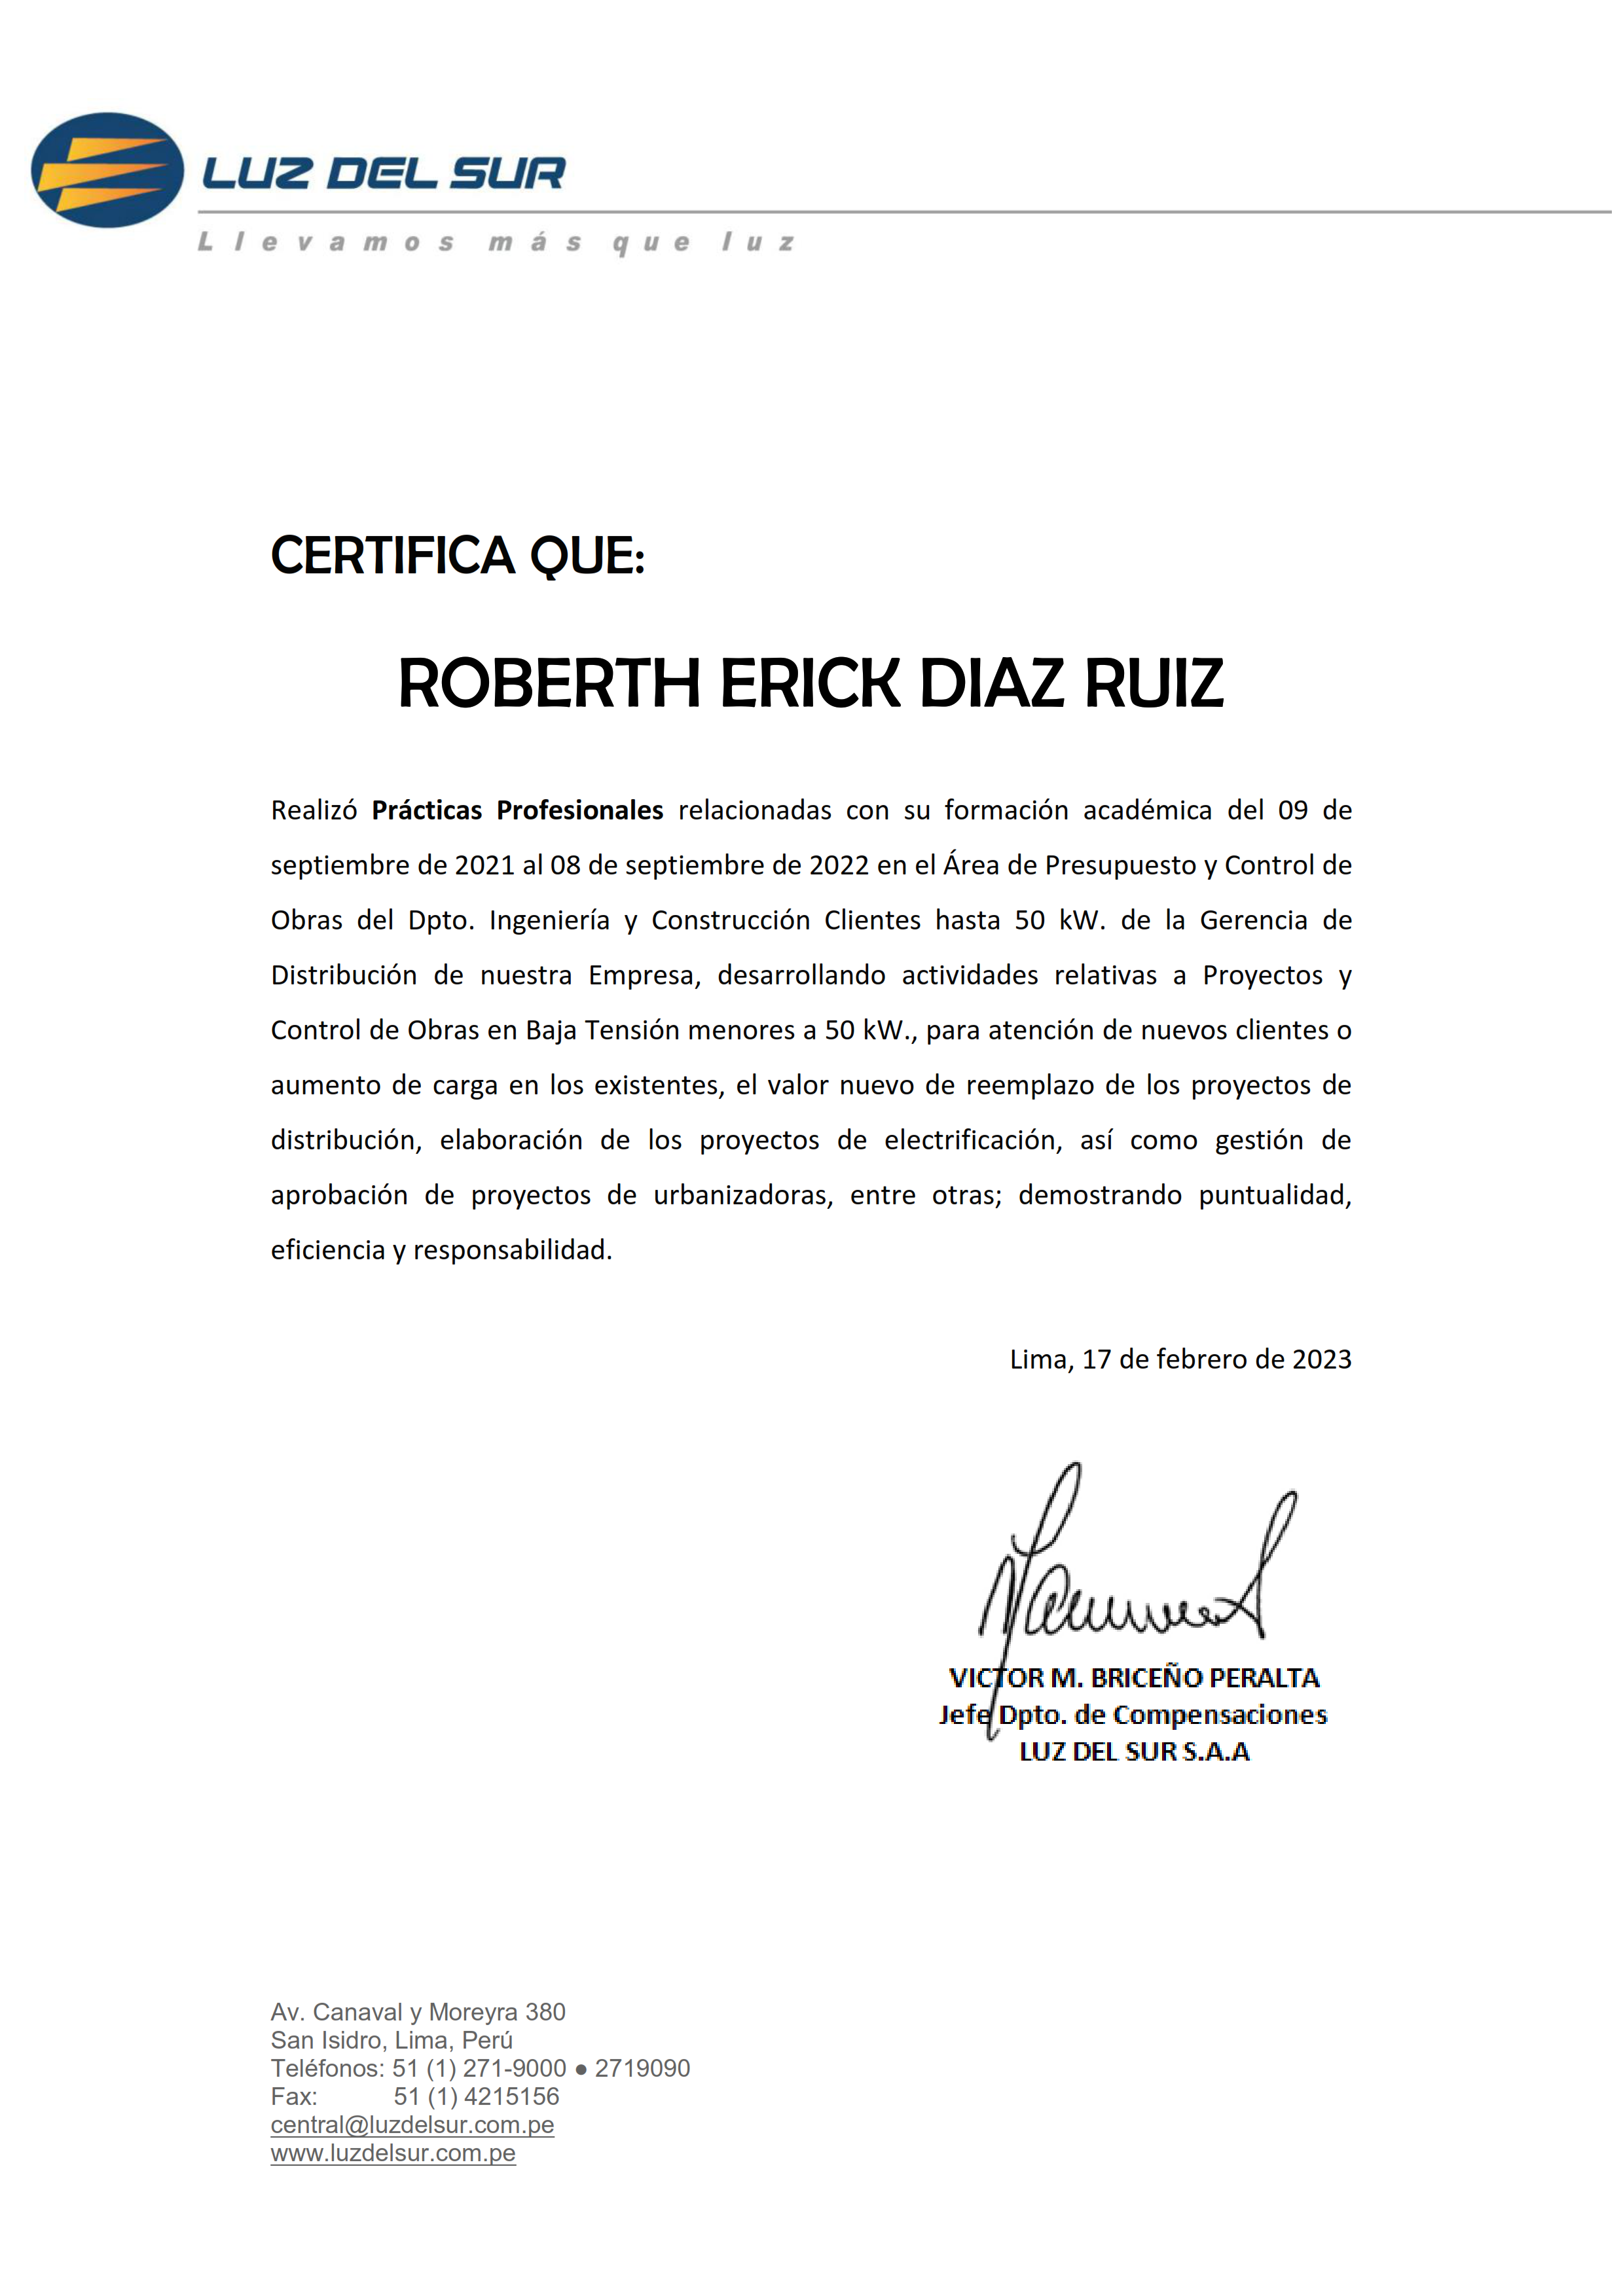 LUZ DEL SUR
Llevamos más que luz
CERTIFICA QUE:
ROBERTH ERICK DIAZ RUIZ
Realizó Prácticas Profesionales relacionadas con su formación académica del 09 de
septiembre de 2021 al 08 de septiembre de 2022 en el Área de Presupuesto y Control de
Obras del Dpto. Ingeniería y Construcción Clientes hasta 50 kW. de la Gerencia de
Distribución de nuestra Empresa, desarrollando actividades relativas a Proyectos y
Control de Obras en Baja Tensión menores a 50 kW., para atención de nuevos clientes o
aumento de carga en los existentes, el valor nuevo de reemplazo de los proyectos de
distribución, elaboración de los proyectos de electrificación, así como gestión de
aprobación de proyectos de urbanizadoras, entre otras; demostrando puntualidad,
eficiencia y responsabilidad.
Lima, 17 de febrero de 2023
VICTOR M. BRICEÑO PERALTA
Jefe Dpto. de Compensaciones
LUZ DEL SUR S.A.A
Av. Canaval y Moreyra 380
San Isidro, Lima, Perú
Teléfonos: 51 (1) 271-9000 ● 2719090
Fax: 51 (1) 4215156
central@luzdelsur.com.pe
www.luzdelsur.com.pe